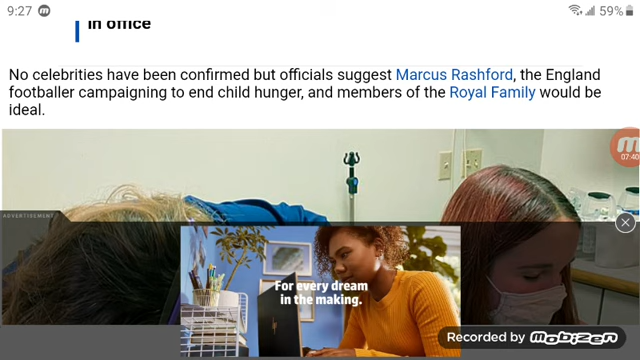 9:27 m 59%
in office
No celebrities have been confirmed but officials suggest Marcus Rashford, the England
footballer campaigning to end child hunger, and members of the Royal Family would be
ideal.
m
07:40
ADVERTISEMENT
For every dream
in the making.
hp
Recorded by mobizen